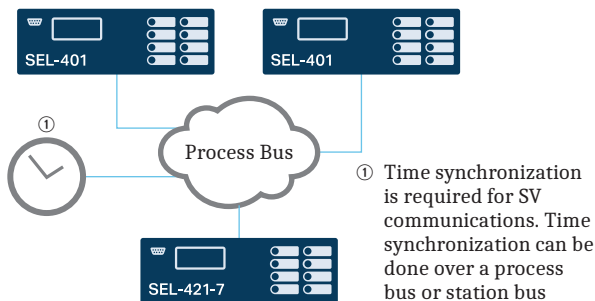 SEL-401
SEL-401
①
Process Bus
① Time synchronization
is required for SV
communications. Time
synchronization can be
done over a process
bus or station bus
SEL-421-7